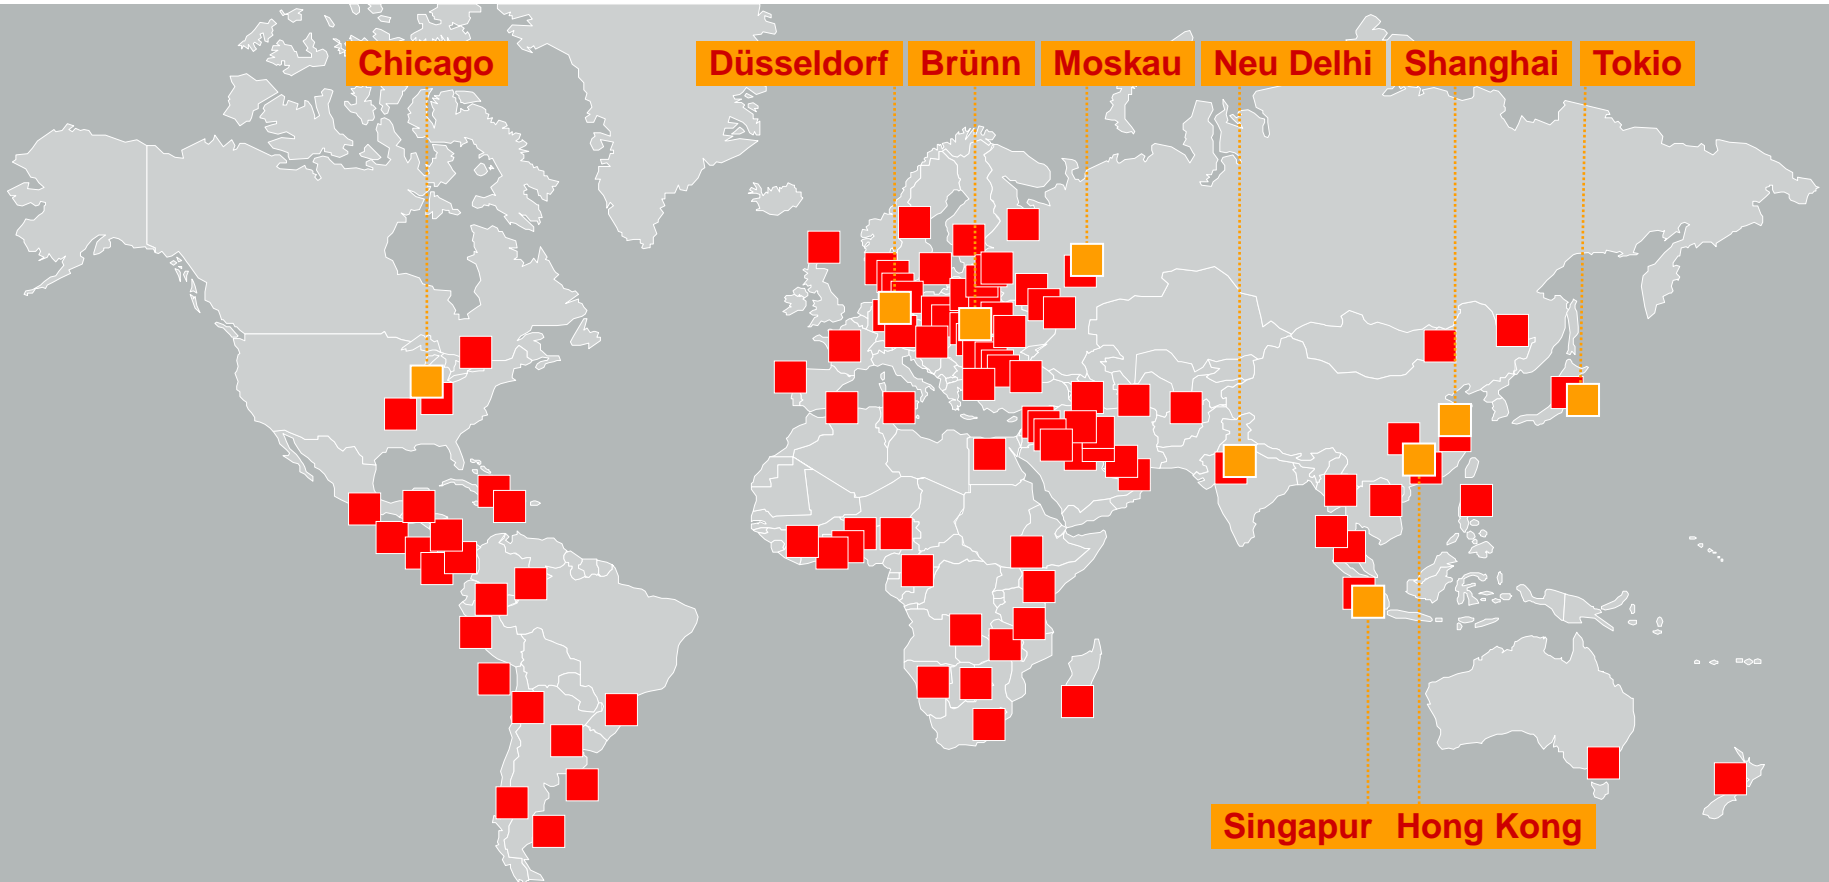 Chicago
Düsseldorf
Brünn
Moskau
Neu Delhi
Shanghai
Tokio
Singapur
Hong Kong